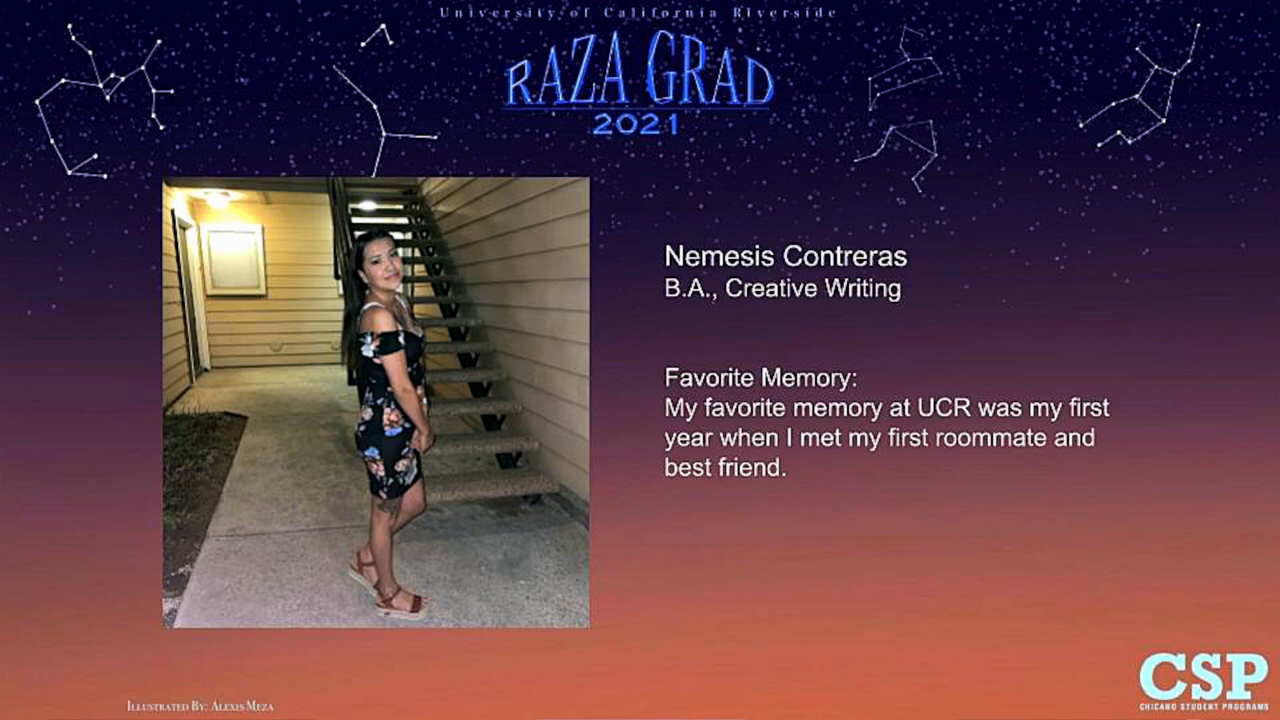 University of California Riverside
RAZA GRAD
2021
Nemesis Contreras
B.A., Creative Writing
Favorite Memory:
My favorite memory at UCR was my first
year when I met my first roommate and
best friend.
CSP
CHICANO STUDENT PROGRAMS
ILLUSTRATED BY: ALEXIS MEZA